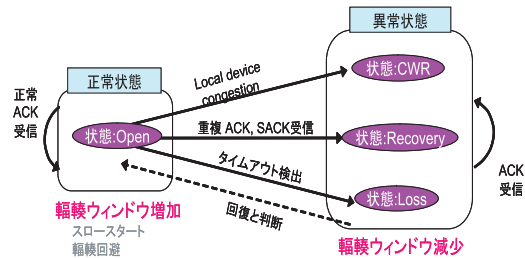 異常状態
正常状態
Local device
congestion
状態:CWR
正常
ACK
受信
状態:Open
重複 ACK, SACK受信
状態:Recovery
タイムアウト検出
ACK
受信
状態:Loss
回復と判断
輻輳ウィンドウ増加
スロースタート
輻輳回避
輻輳ウィンドウ減少